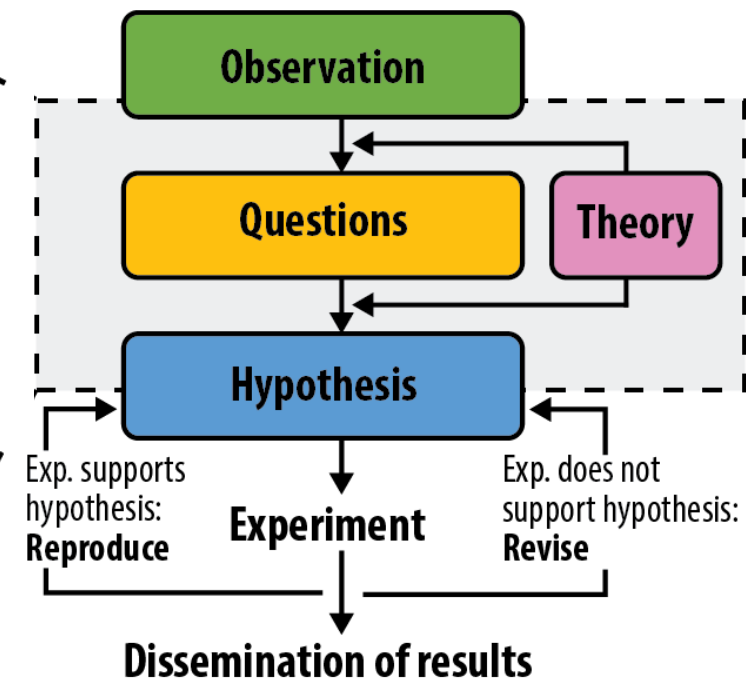 Observation
Questions
Theory
Hypothesis
Exp. supports
hypothesis:
Reproduce
Experiment
Exp. does not
support hypothesis:
Revise
Dissemination of results